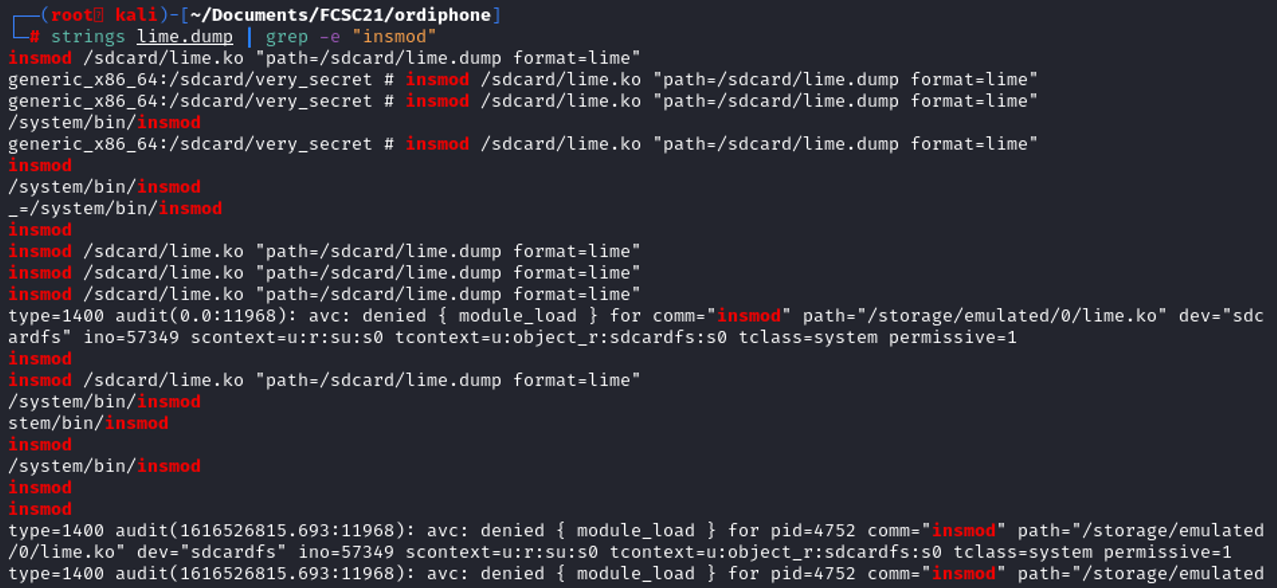 ┌──(root kali)-[~/Documents/FCSC21/ordiphone]
└─# strings lime.dump | grep -e "insmod"
insmod /sdcard/lime.ko "path=/sdcard/lime.dump format=lime"
generic_x86_64:/sdcard/very_secret # insmod /sdcard/lime.ko "path=/sdcard/lime.dump format=lime"
generic_x86_64:/sdcard/very_secret # insmod /sdcard/lime.ko "path=/sdcard/lime.dump format=lime"
/system/bin/insmod
generic_x86_64:/sdcard/very_secret # insmod /sdcard/lime.ko "path=/sdcard/lime.dump format=lime"
insmod
/system/bin/insmod
_=/system/bin/insmod
insmod
insmod /sdcard/lime.ko "path=/sdcard/lime.dump format=lime"
insmod /sdcard/lime.ko "path=/sdcard/lime.dump format=lime"
insmod /sdcard/lime.ko "path=/sdcard/lime.dump format=lime"
type=1400 audit(0.0:11968): avc: denied { module_load } for comm="insmod" path="/storage/emulated/0/lime.ko" dev="sdc
ardfs" ino=57349 scontext=u:r:su:s0 tcontext=u:object_r:sdcardfs:s0 tclass=system permissive=1
insmod
insmod /sdcard/lime.ko "path=/sdcard/lime.dump format=lime"
/system/bin/insmod
stem/bin/insmod
insmod
/system/bin/insmod
insmod
insmod
type=1400 audit(1616526815.693:11968): avc: denied { module_load } for pid=4752 comm="insmod" path="/storage/emulated
/0/lime.ko" dev="sdcardfs" ino=57349 scontext=u:r:su:s0 tcontext=u:object_r:sdcardfs:s0 tclass=system permissive=1
type=1400 audit(1616526815.693:11968): avc: denied { module_load } for pid=4752 comm="insmod" path="/storage/emulated